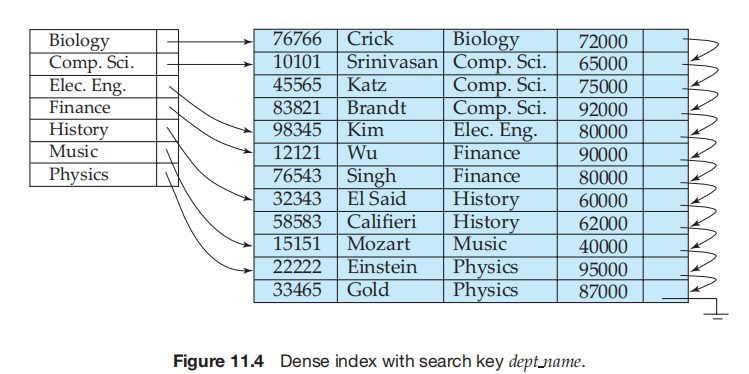 Biology
Comp. Sci.
Elec. Eng.
Finance
History
Music
Physics
76766 Crick Biology 72000
10101 Srinivasan Comp. Sci. 65000
45565 Katz Comp. Sci. 75000
83821 Brandt Comp. Sci. 92000
98345 Kim Elec. Eng. 80000
12121 Wu Finance 90000
76543 Singh Finance 80000
32343 El Said History 60000
58583 Califieri History 62000
15151 Mozart Music 40000
22222 Einstein Physics 95000
33465 Gold Physics 87000
Figure 11.4 Dense index with search key dept_name.